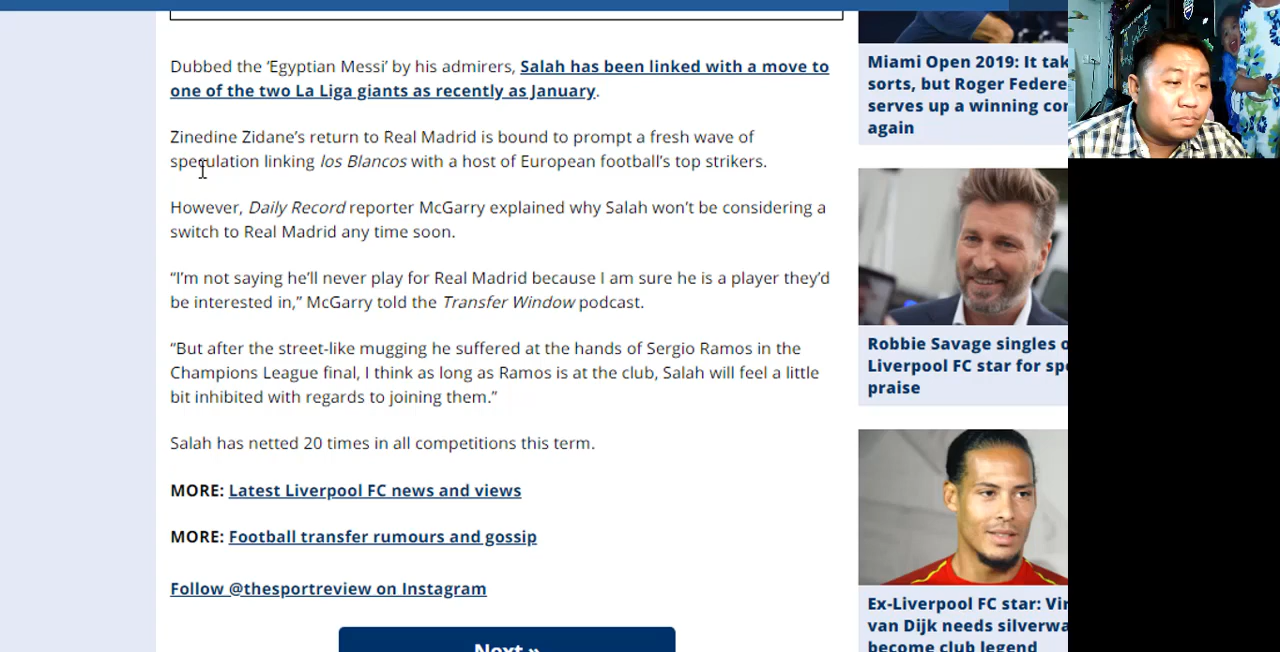 Dubbed the ‘Egyptian Messi’ by his admirers, Salah has been linked with a move to
one of the two La Liga giants as recently as January.
Zinedine Zidane’s return to Real Madrid is bound to prompt a fresh wave of
speculation linking los Blancos with a host of European football’s top strikers.
However, Daily Record reporter McGarry explained why Salah won’t be considering a
switch to Real Madrid any time soon.
“I’m not saying he’ll never play for Real Madrid because I am sure he is a player they’d
be interested in,” McGarry told the Transfer Window podcast.
“But after the street-like mugging he suffered at the hands of Sergio Ramos in the
Champions League final, I think as long as Ramos is at the club, Salah will feel a little
bit inhibited with regards to joining them.”
Salah has netted 20 times in all competitions this term.
MORE: Latest Liverpool FC news and views
MORE: Football transfer rumours and gossip
Follow @thesportreview on Instagram
Next »
Miami Open 2019: It
sorts, but Roger
serves up a winning
again
Robbie Savage singles
Liverpool FC star for
praise
Ex-Liverpool FC star:
van Dijk needs
become club legend